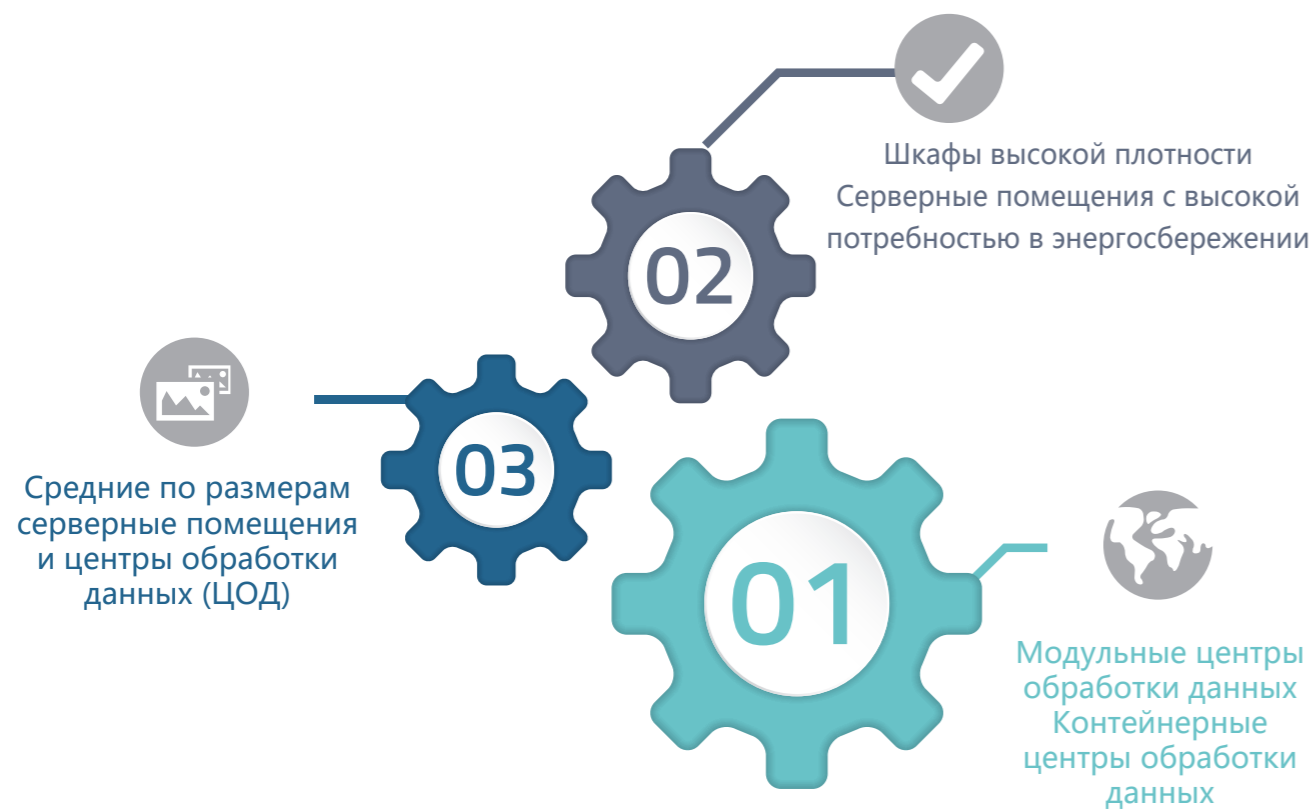 Шкафы высокой плотности
Серверные помещения с высокой
потребностью в энергосбережении
02
03
Средние по размерам
серверные помещения
и центры обработки
данных (ЦОД)
01
Модульные центры
обработки данных
Контейнерные
центры обработки
данных